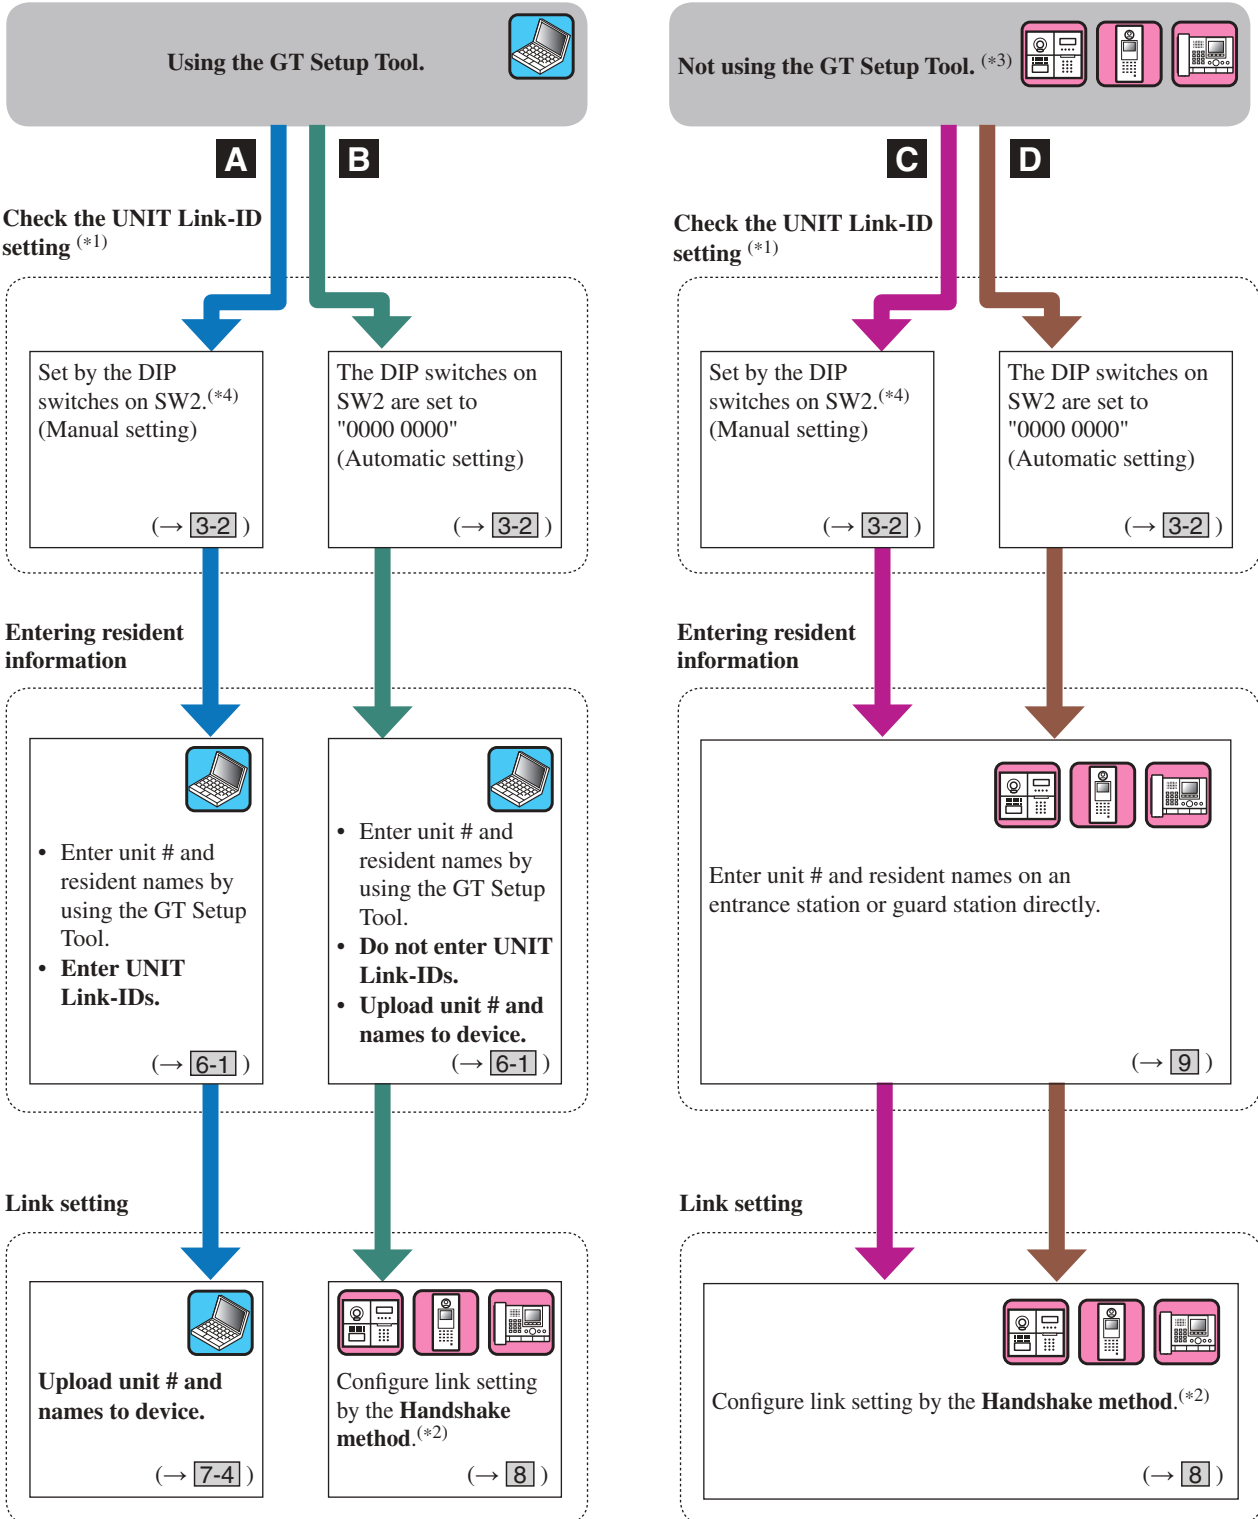 Using the GT Setup Tool.
A
B
Check the UNIT Link-ID
setting (*1)
Set by the DIP
switches on SW2.(*4)
(Manual setting)
(→ 3-2 )
The DIP switches on
SW2 are set to
"0000 0000"
(Automatic setting)
(→ 3-2 )
Entering resident
information
• Enter unit # and
resident names by
using the GT Setup
Tool.
• Enter UNIT
Link-IDs.
(→ 6-1 )
• Enter unit # and
resident names by
using the GT Setup
Tool.
• Do not enter UNIT
Link-IDs.
• Upload unit # and
names to device.
(→ 6-1 )
Link setting
Upload unit # and
names to device.
(→ 7-4 )
Configure link setting
by the Handshake
method.(*2)
(→ 8 )
Not using the GT Setup Tool. (*3)
C
D
Check the UNIT Link-ID
setting (*1)
Set by the DIP
switches on SW2.(*4)
(Manual setting)
(→ 3-2 )
The DIP switches on
SW2 are set to
"0000 0000"
(Automatic setting)
(→ 3-2 )
Entering resident
information
Enter unit # and resident names on an
entrance station or guard station directly.
(→ 9 )
Link setting
Configure link setting by the Handshake method.(*2)
(→ 8 )